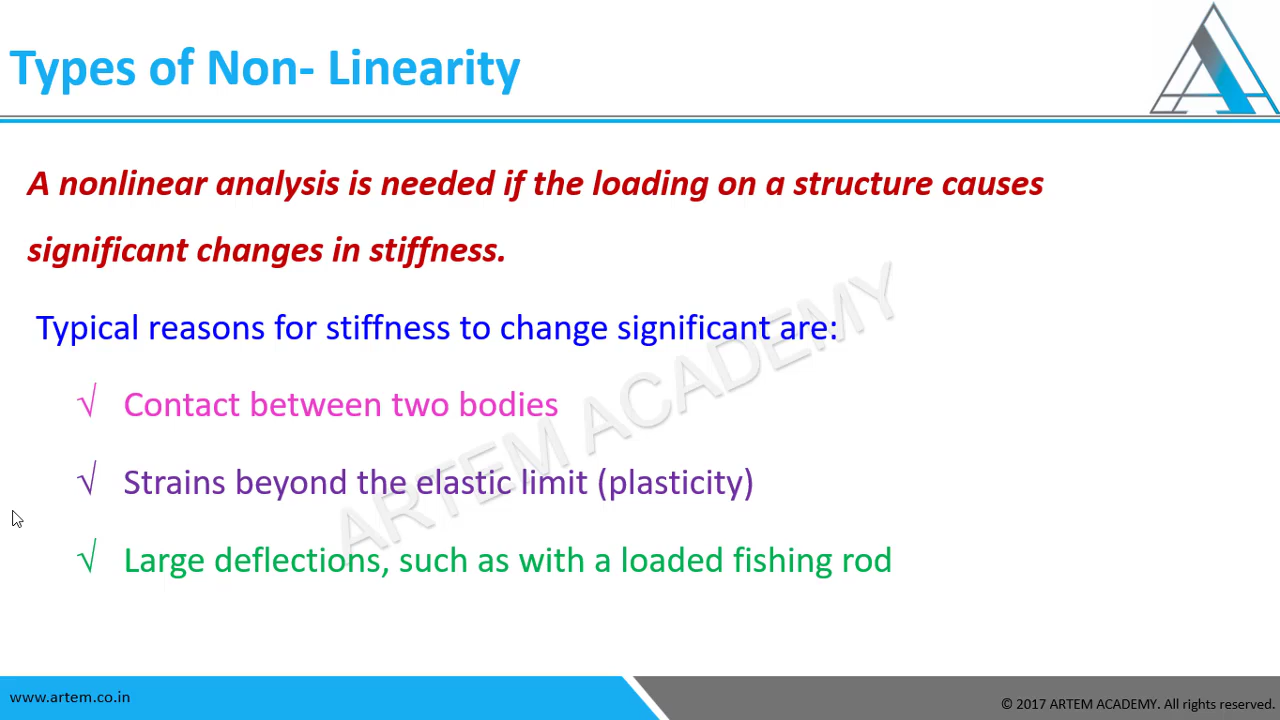 Types of Non- Linearity
A nonlinear analysis is needed if the loading on a structure causes
significant changes in stiffness.
Typical reasons for stiffness to change significant are:
√ Contact between two bodies
√ Strains beyond the elastic limit (plasticity)
√ Large deflections, such as with a loaded fishing rod
ARTEM ACADEMY
www.artem.co.in
© 2017 ARTEM ACADEMY. All rights reserved.